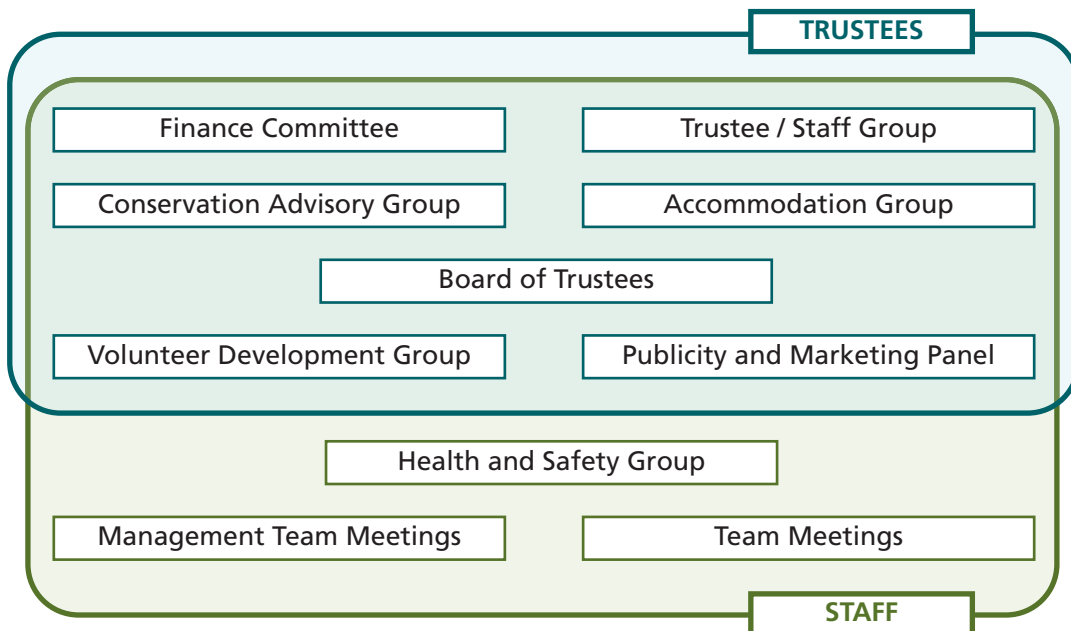 TRUSTEES
Finance Committee
Trustee / Staff Group
Conservation Advisory Group
Accommodation Group
Board of Trustees
Volunteer Development Group
Publicity and Marketing Panel
Health and Safety Group
Management Team Meetings
Team Meetings
STAFF